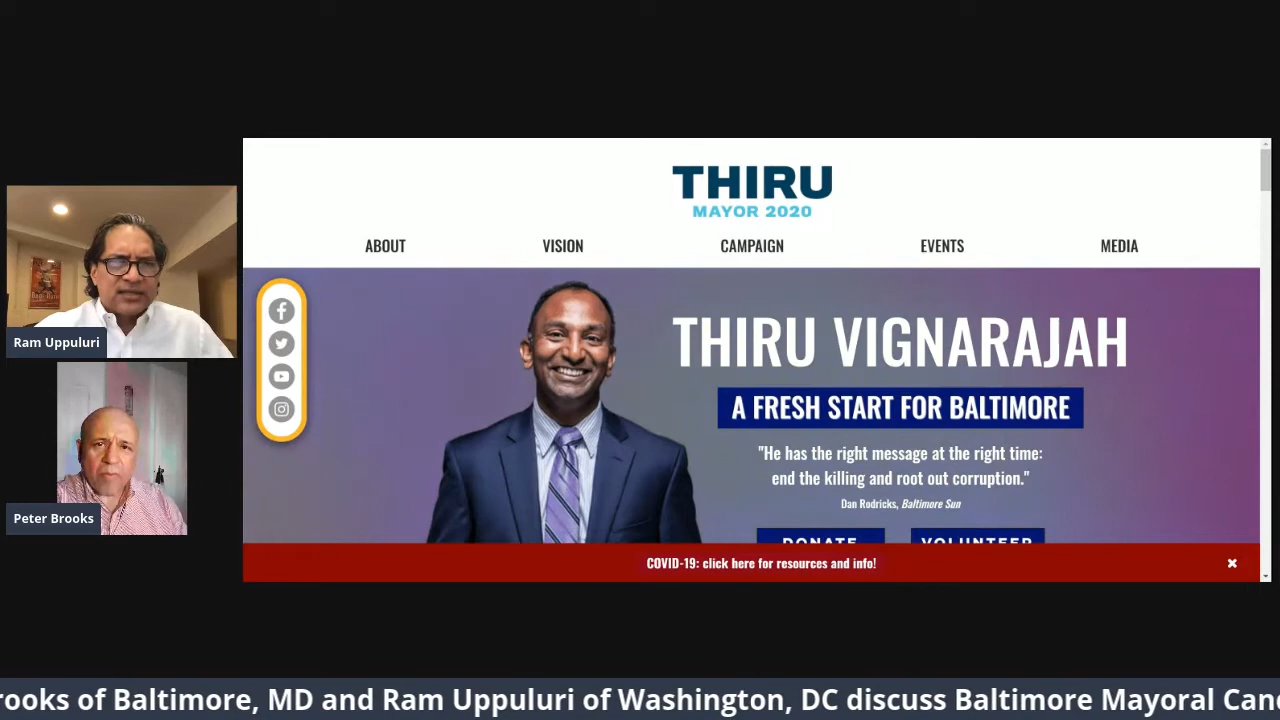 THIRU
MAYOR 2020
ABOUT
VISION
CAMPAIGN
EVENTS
MEDIA
Ram Uppuluri
Peter Brooks
THIRU VIGNARAJAH
A FRESH START FOR BALTIMORE
"He has the right message at the right time:
end the killing and root out corruption."
Dan Rodricks, Baltimore Sun
DONATE
VOLUNTEER
COVID-19: click here for resources and info!
rooks of Baltimore, MD and Ram Uppuluri of Washington, DC discuss Baltimore Mayoral Can